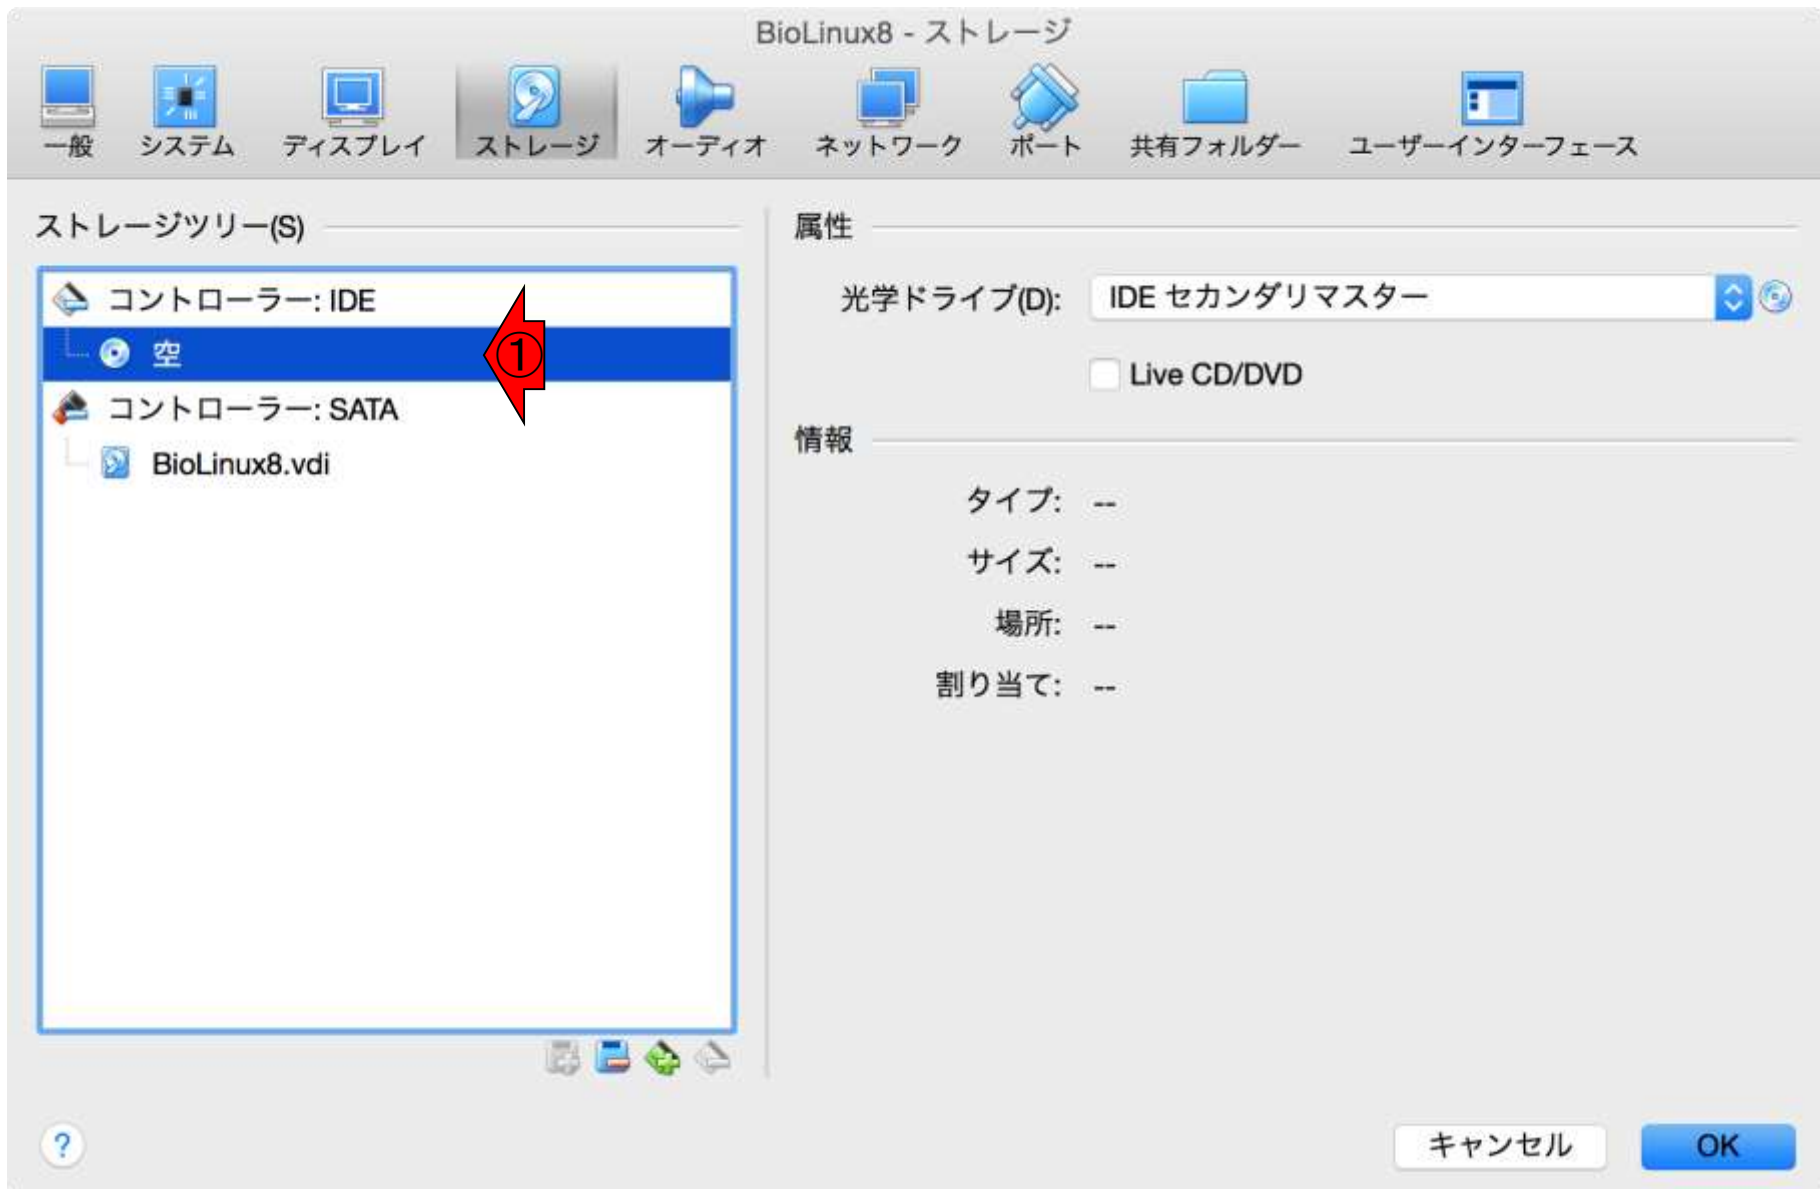 BioLinux8 - ストレージ
一般 システム ディスプレイ ストレージ オーディオ ネットワーク ポート 共有フォルダー ユーザーインターフェース
ストレージツリー(S)
コントローラー: IDE
空
①
コントローラー: SATA
BioLinux8.vdi
属性
光学ドライブ(D): IDE セカンダリマスター
Live CD/DVD
情報
タイプ: --
サイズ: --
場所: --
割り当て: --
?
キャンセル OK